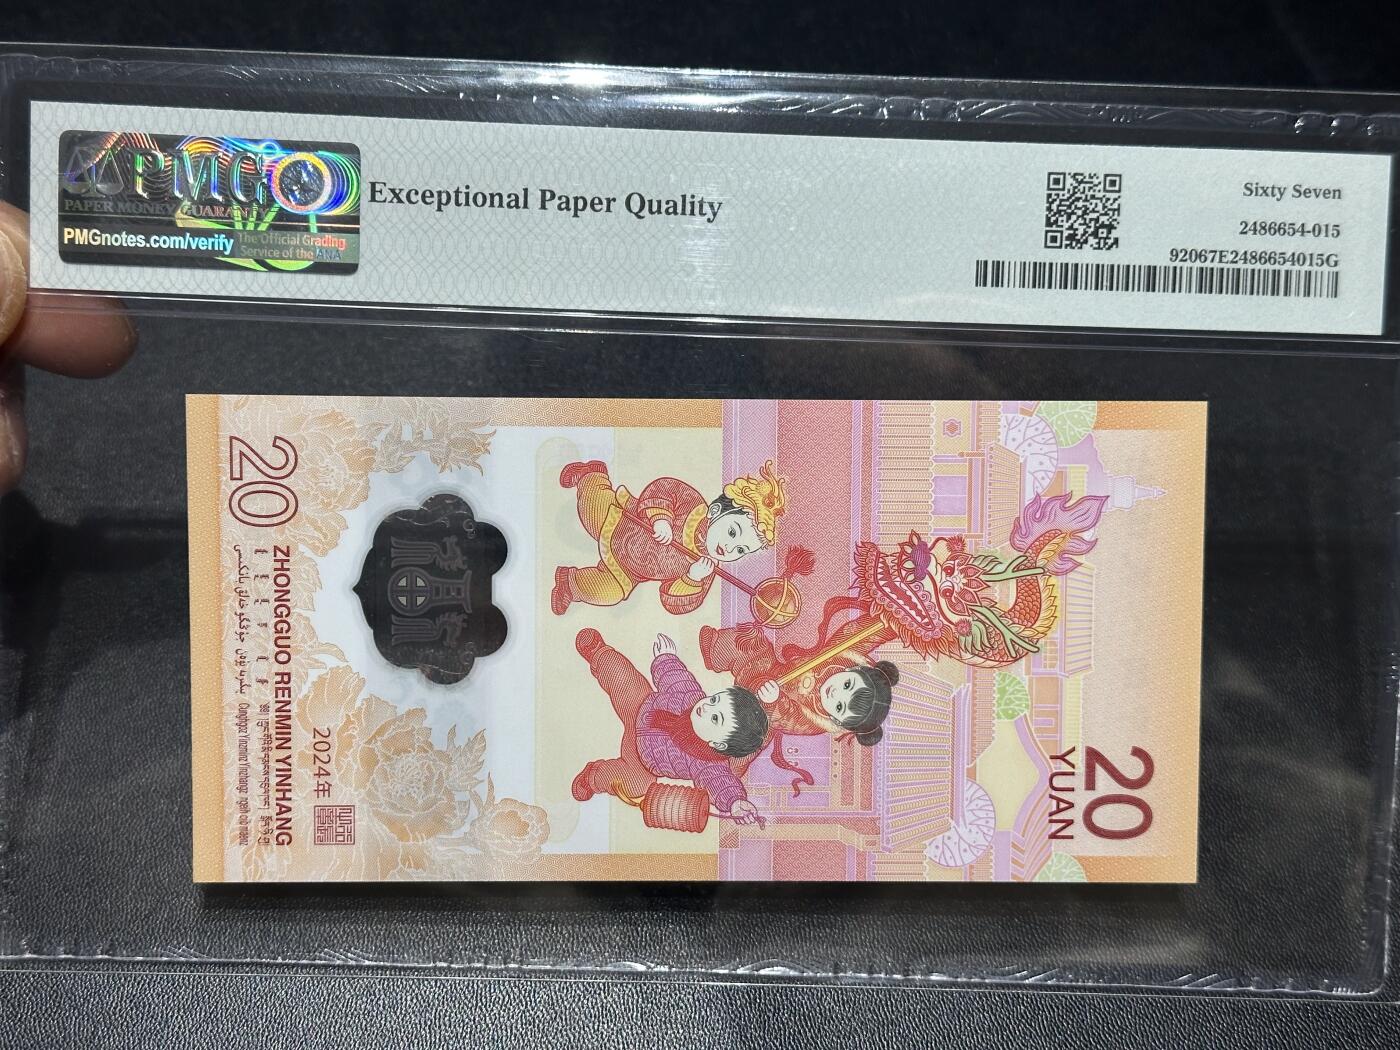 PMG
PAPER MONEY GUARANTY
PMGnotes.com/verify
The Official Grading
Service of the ANA
Exceptional Paper Quality
Sixty Seven
2486654-015
92067E2486654015G
20
ZHONGGUO RENMIN YINHANG
2024年
20
YUAN